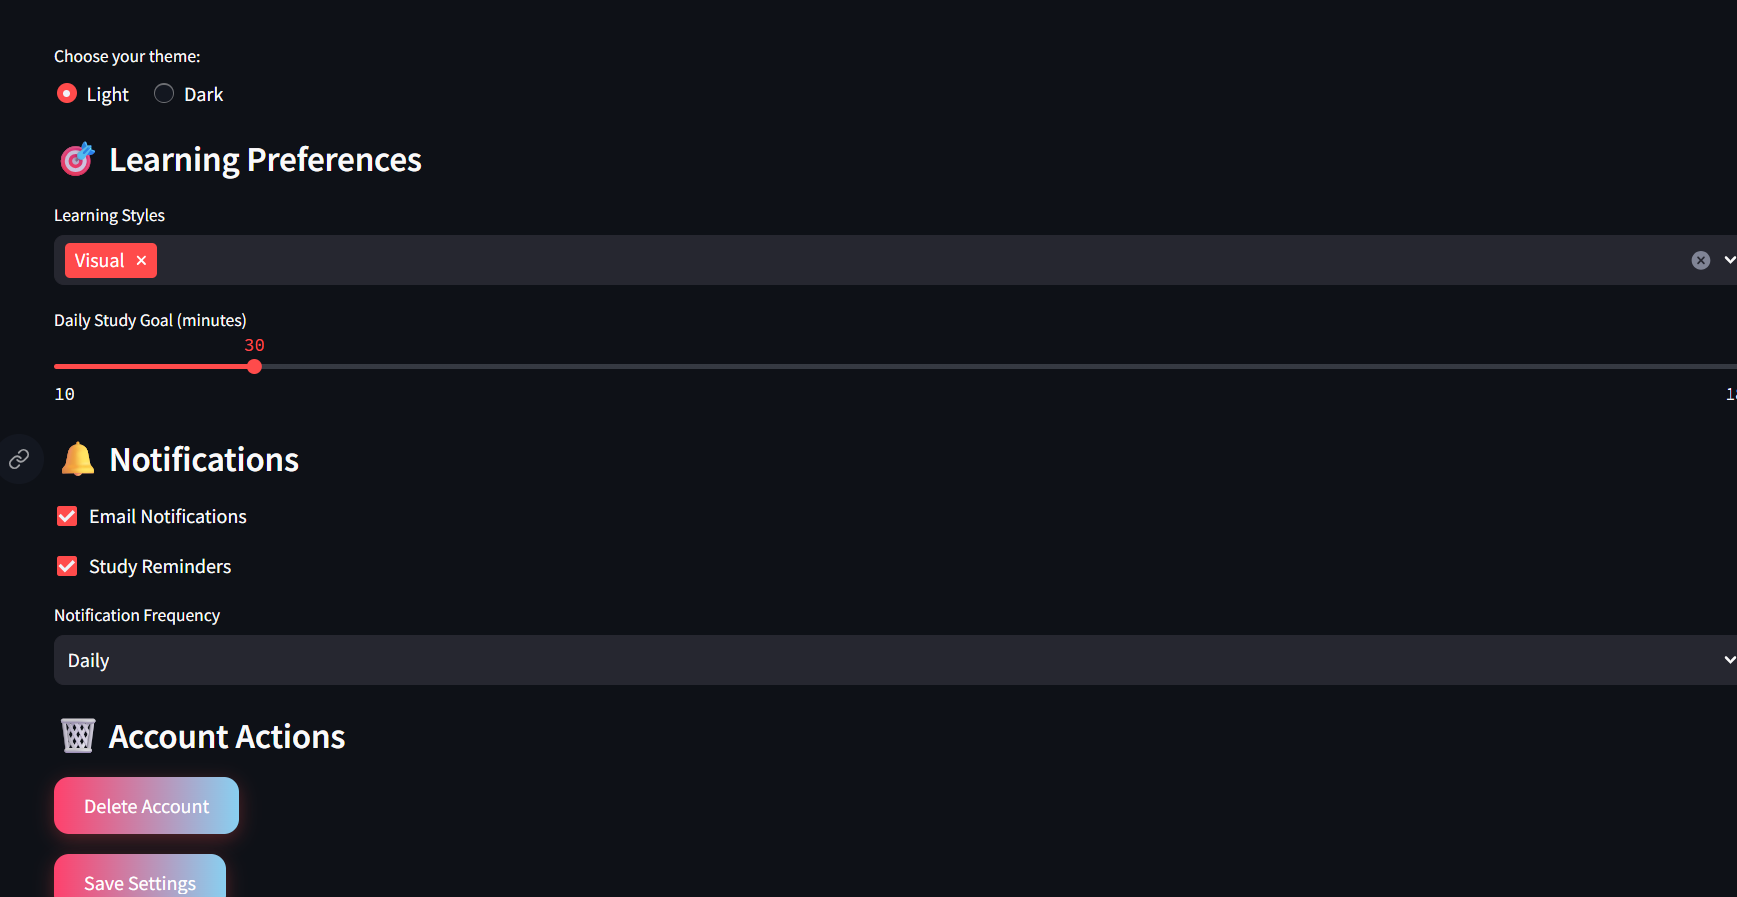 Choose your theme:
Light Dark
Learning Preferences
Learning Styles
Visual
Daily Study Goal (minutes)
30
10
Notifications
Email Notifications
Study Reminders
Notification Frequency
Daily
Account Actions
Delete Account
Save Settings